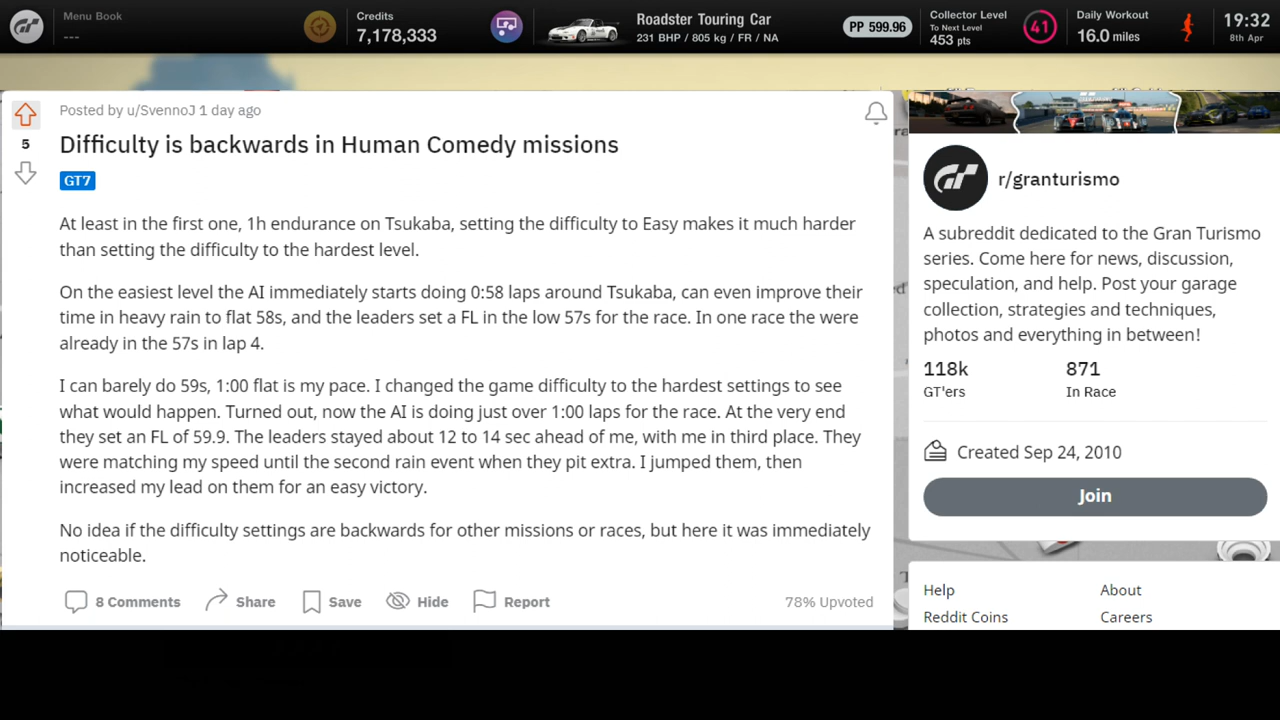 Menu Book
---
Credits
7,178,333
Roadster Touring Car
231 BHP / 805 kg / FR / NA
PP 599.96
Collector Level
To Next Level
453 pts
41
Daily Workout
16.0 miles
19:32
8th Apr
Posted by u/SvennoJ 1 day ago
5
Difficulty is backwards in Human Comedy missions
GT7
At least in the first one, 1h endurance on Tsukaba, setting the difficulty to Easy makes it much harder
than setting the difficulty to the hardest level.
On the easiest level the AI immediately starts doing 0:58 laps around Tsukaba, can even improve their
time in heavy rain to flat 58s, and the leaders set a FL in the low 57s for the race. In one race the were
already in the 57s in lap 4.
I can barely do 59s, 1:00 flat is my pace. I changed the game difficulty to the hardest settings to see
what would happen. Turned out, now the AI is doing just over 1:00 laps for the race. At the very end
they set an FL of 59.9. The leaders stayed about 12 to 14 sec ahead of me, with me in third place. They
were matching my speed until the second rain event when they pit extra. I jumped them, then
increased my lead on them for an easy victory.
No idea if the difficulty settings are backwards for other missions or races, but here it was immediately
noticeable.
8 Comments
Share
Save
Hide
Report
78% Upvoted
r/granturismo
A subreddit dedicated to the Gran Turismo
series. Come here for news, discussion,
speculation, and help. Post your garage
collection, strategies and techniques,
photos and everything in between!
118k
871
GT'ers
In Race
Created Sep 24, 2010
Join
Help
About
Reddit Coins
Careers